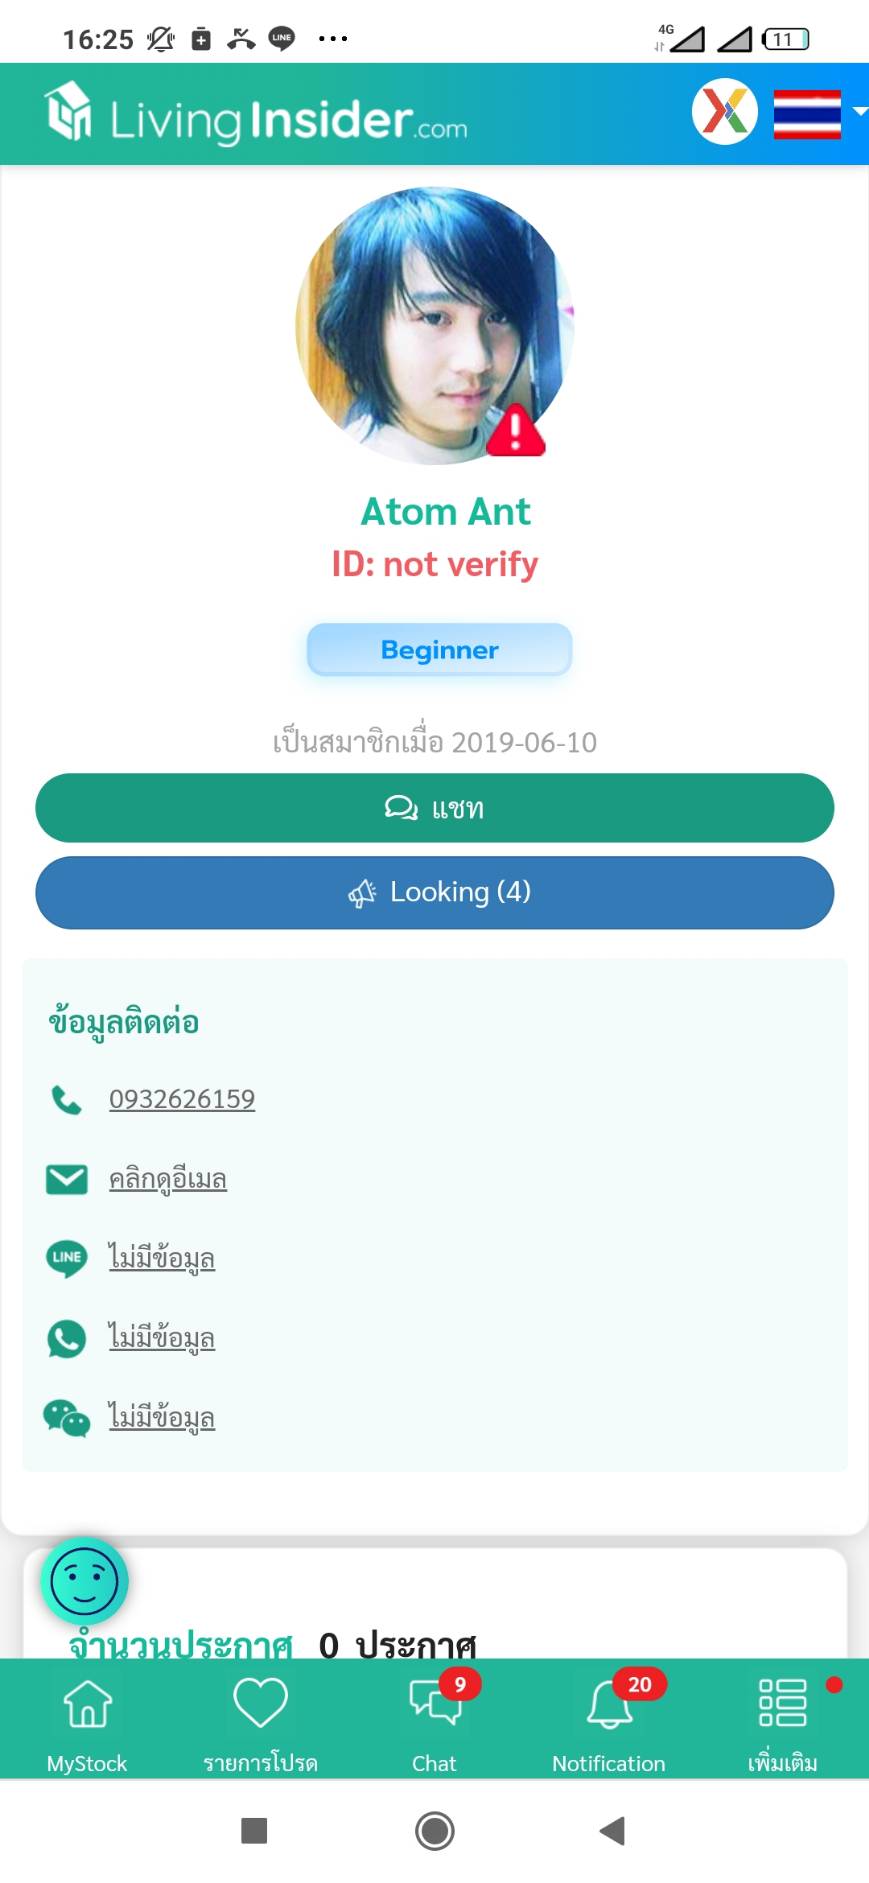 16:25
LINE
4G
11
LivingInsider.com
Atom Ant
ID: not verify
Beginner
เป็นสมาชิกเมื่อ 2019-06-10
แชท
Looking (4)
ข้อมูลติดต่อ
0932626159
คลิกดูอีเมล
LINE ไม่มีข้อมูล
ไม่มีข้อมูล
ไม่มีข้อมูล
จำนวนประกาศ 0 ประกาศ
9
20
MyStock รายการโปรด Chat Notification เพิ่มเติม